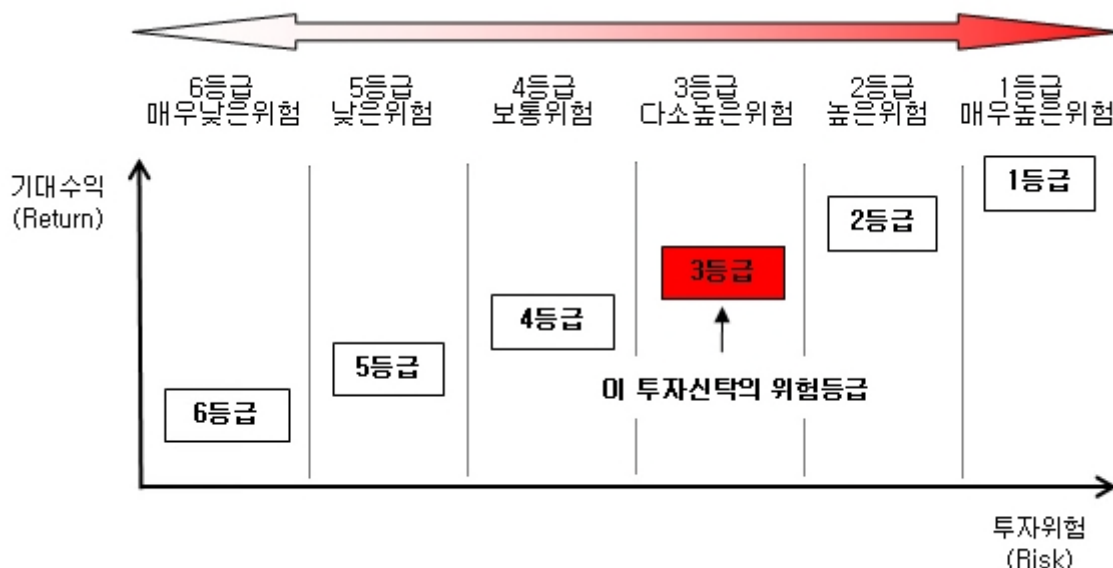 6등급 5등급 4등급 3등급 2등급 1등급
매우낮은위험 낮은위험 보통위험 다소높은위험 높은위험 매우높은위험
기대수익
(Return)
1등급
2등급
3등급
4등급
5등급
이 투자신탁의 위험등급
6등급
투자위험
(Risk)